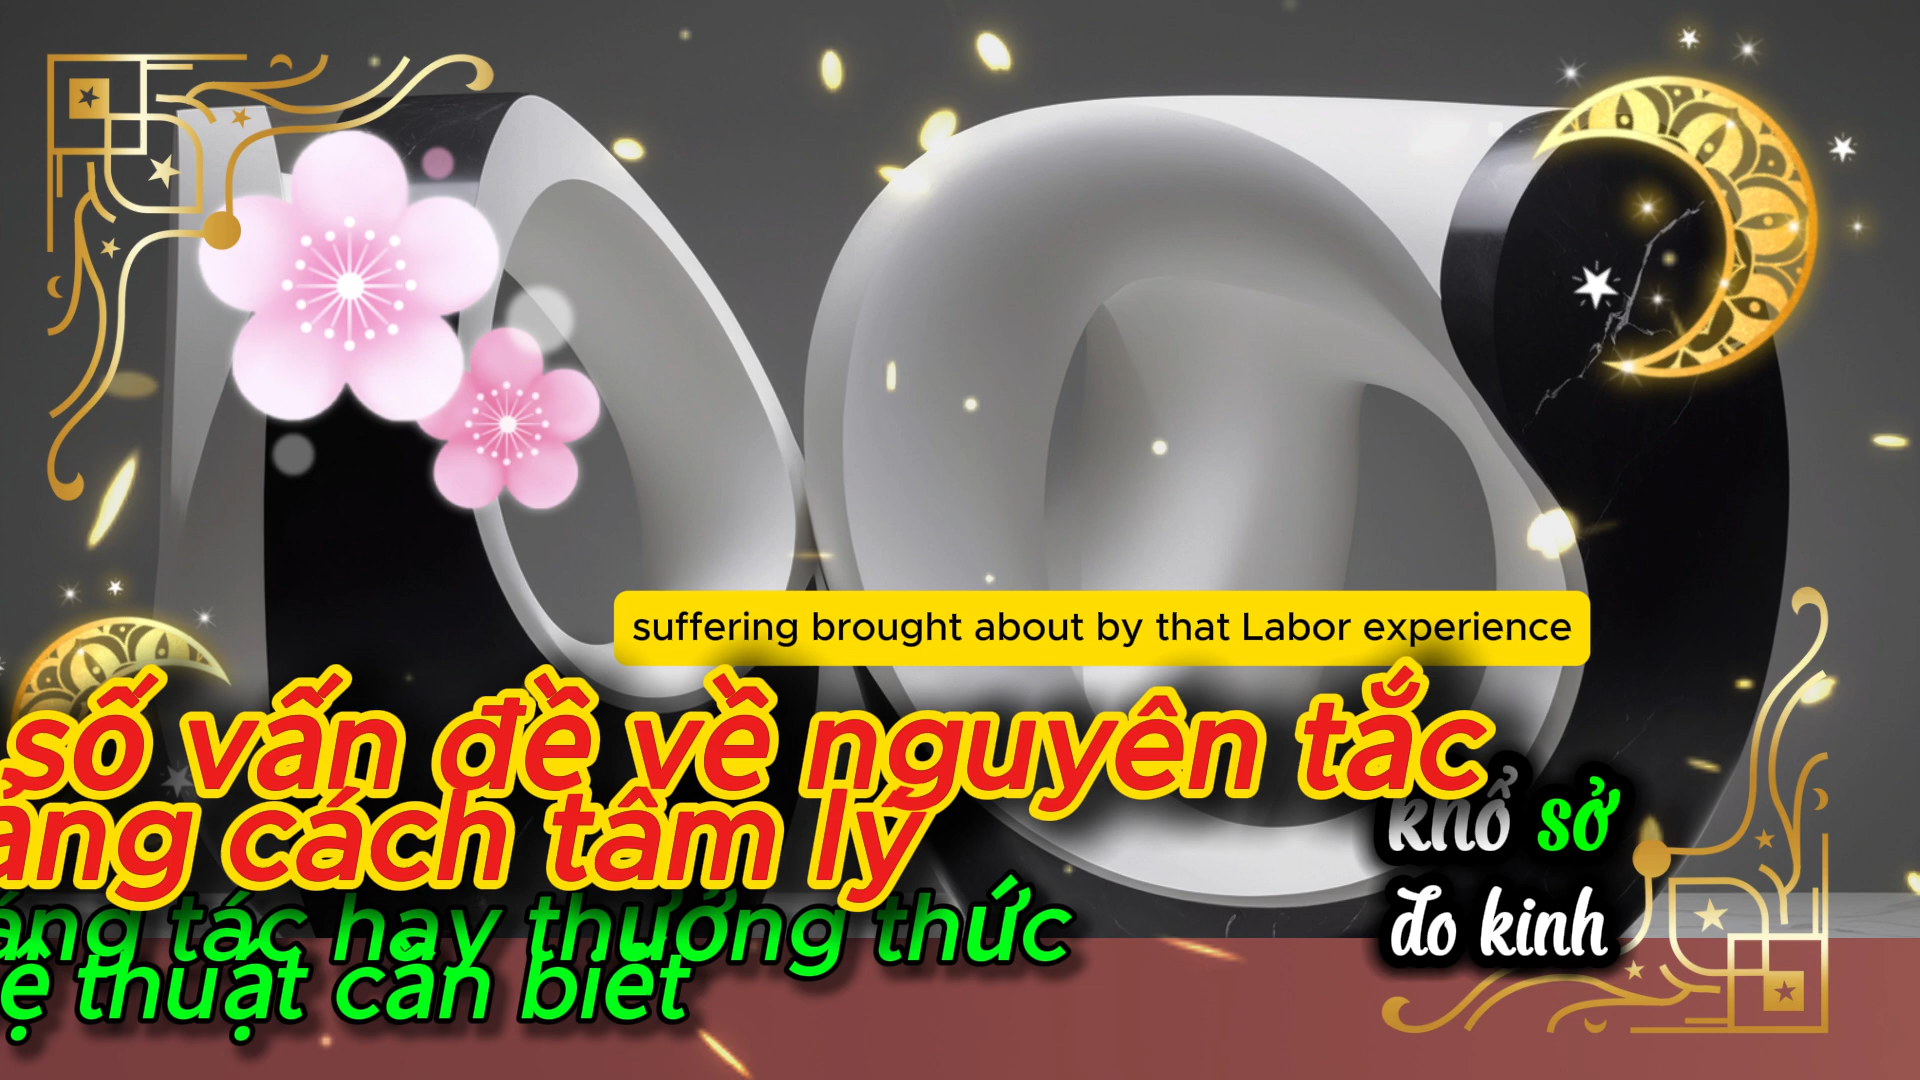 suffering brought about by that Labor experience
số vấn đề về nguyên tắc
cách tâm lý
khổ sở
tác hay thưởng thức
do kinh
thuật cần biết